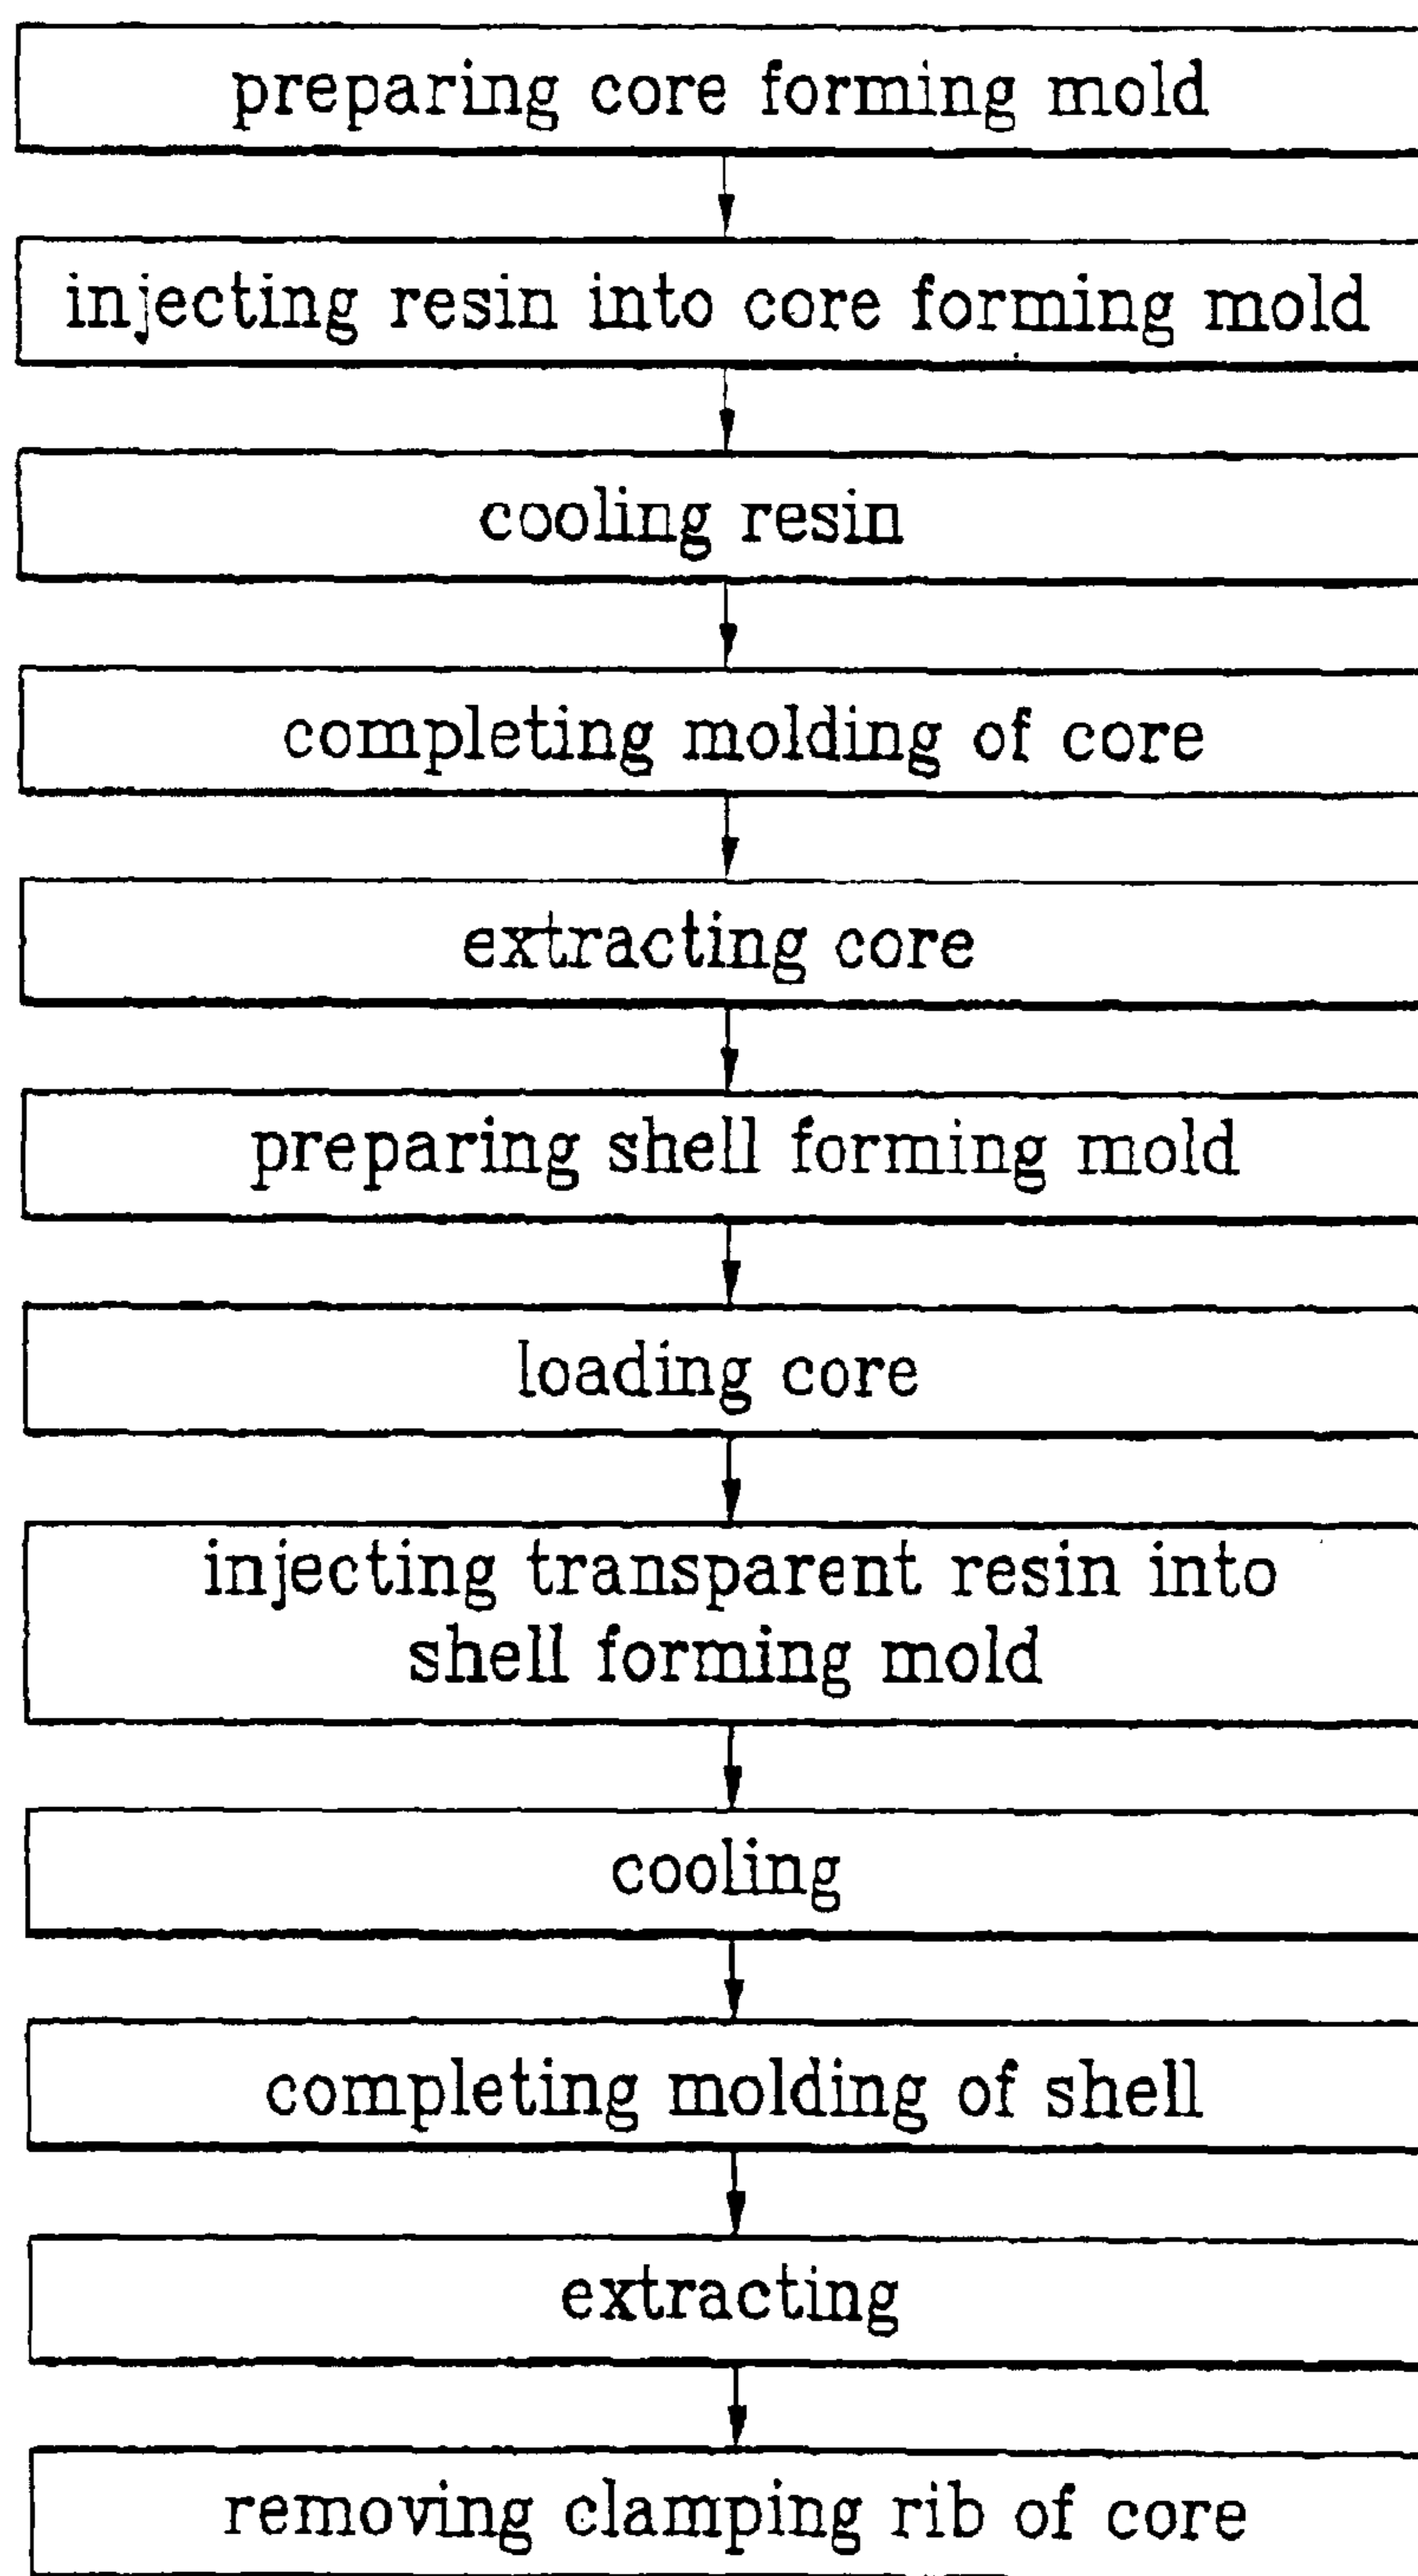 preparing core forming mold
injecting resin into core forming mold
cooling resin
completing molding of core
extracting core
preparing shell forming mold
loading core
injecting transparent resin into
shell forming mold
cooling
completing molding of shell
extracting
removing clamping rib of core